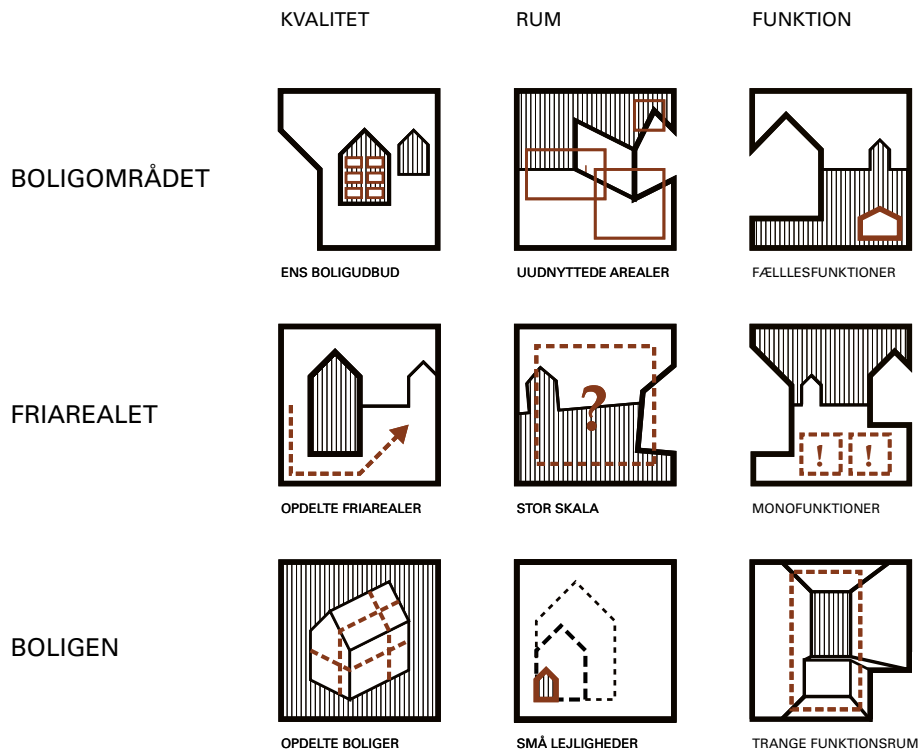 KVALITET RUM FUNKTION
BOLIGOMRÅDET
ENS BOLIGUDBUD UUDNYTTEDE AREALER FÆLLLESFUNKTIONER
FRIAREALET
?
! !
OPDELTE FRIAREALER STOR SKALA MONOFUNKTIONER
BOLIGEN
OPDELTE BOLIGER SMÅ LEJLIGHEDER TRANGE FUNKTIONSRUM